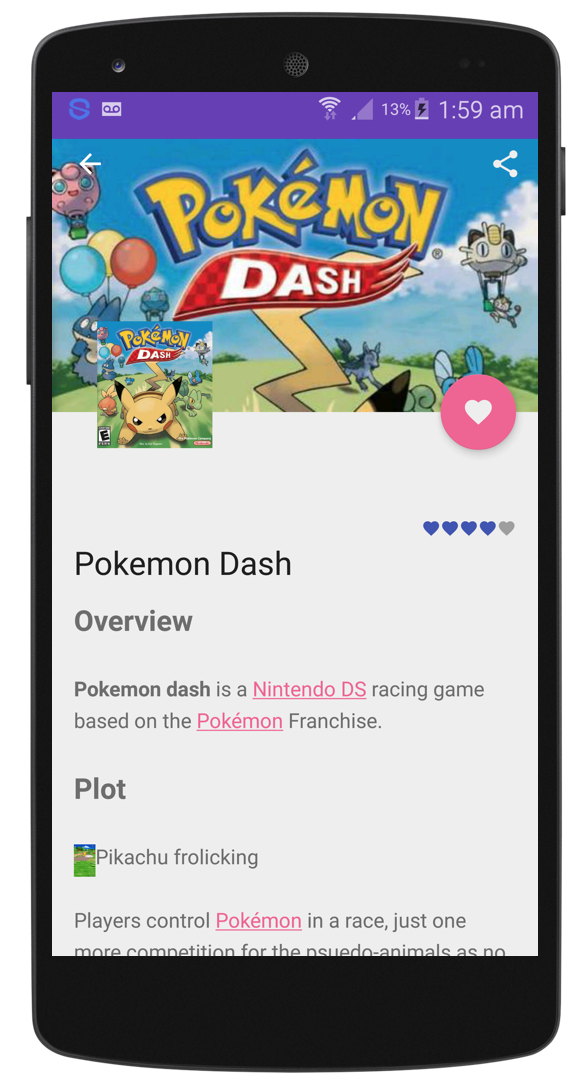 13% 1:59 am
POKéMON
DASH
POKéMON
DASH
E
Pokemon Dash
Overview
Pokemon dash is a Nintendo DS racing game
based on the Pokémon Franchise.
Plot
Pikachu frolicking
Players control Pokémon in a race, just one
more competition for the psuedo-animals as no